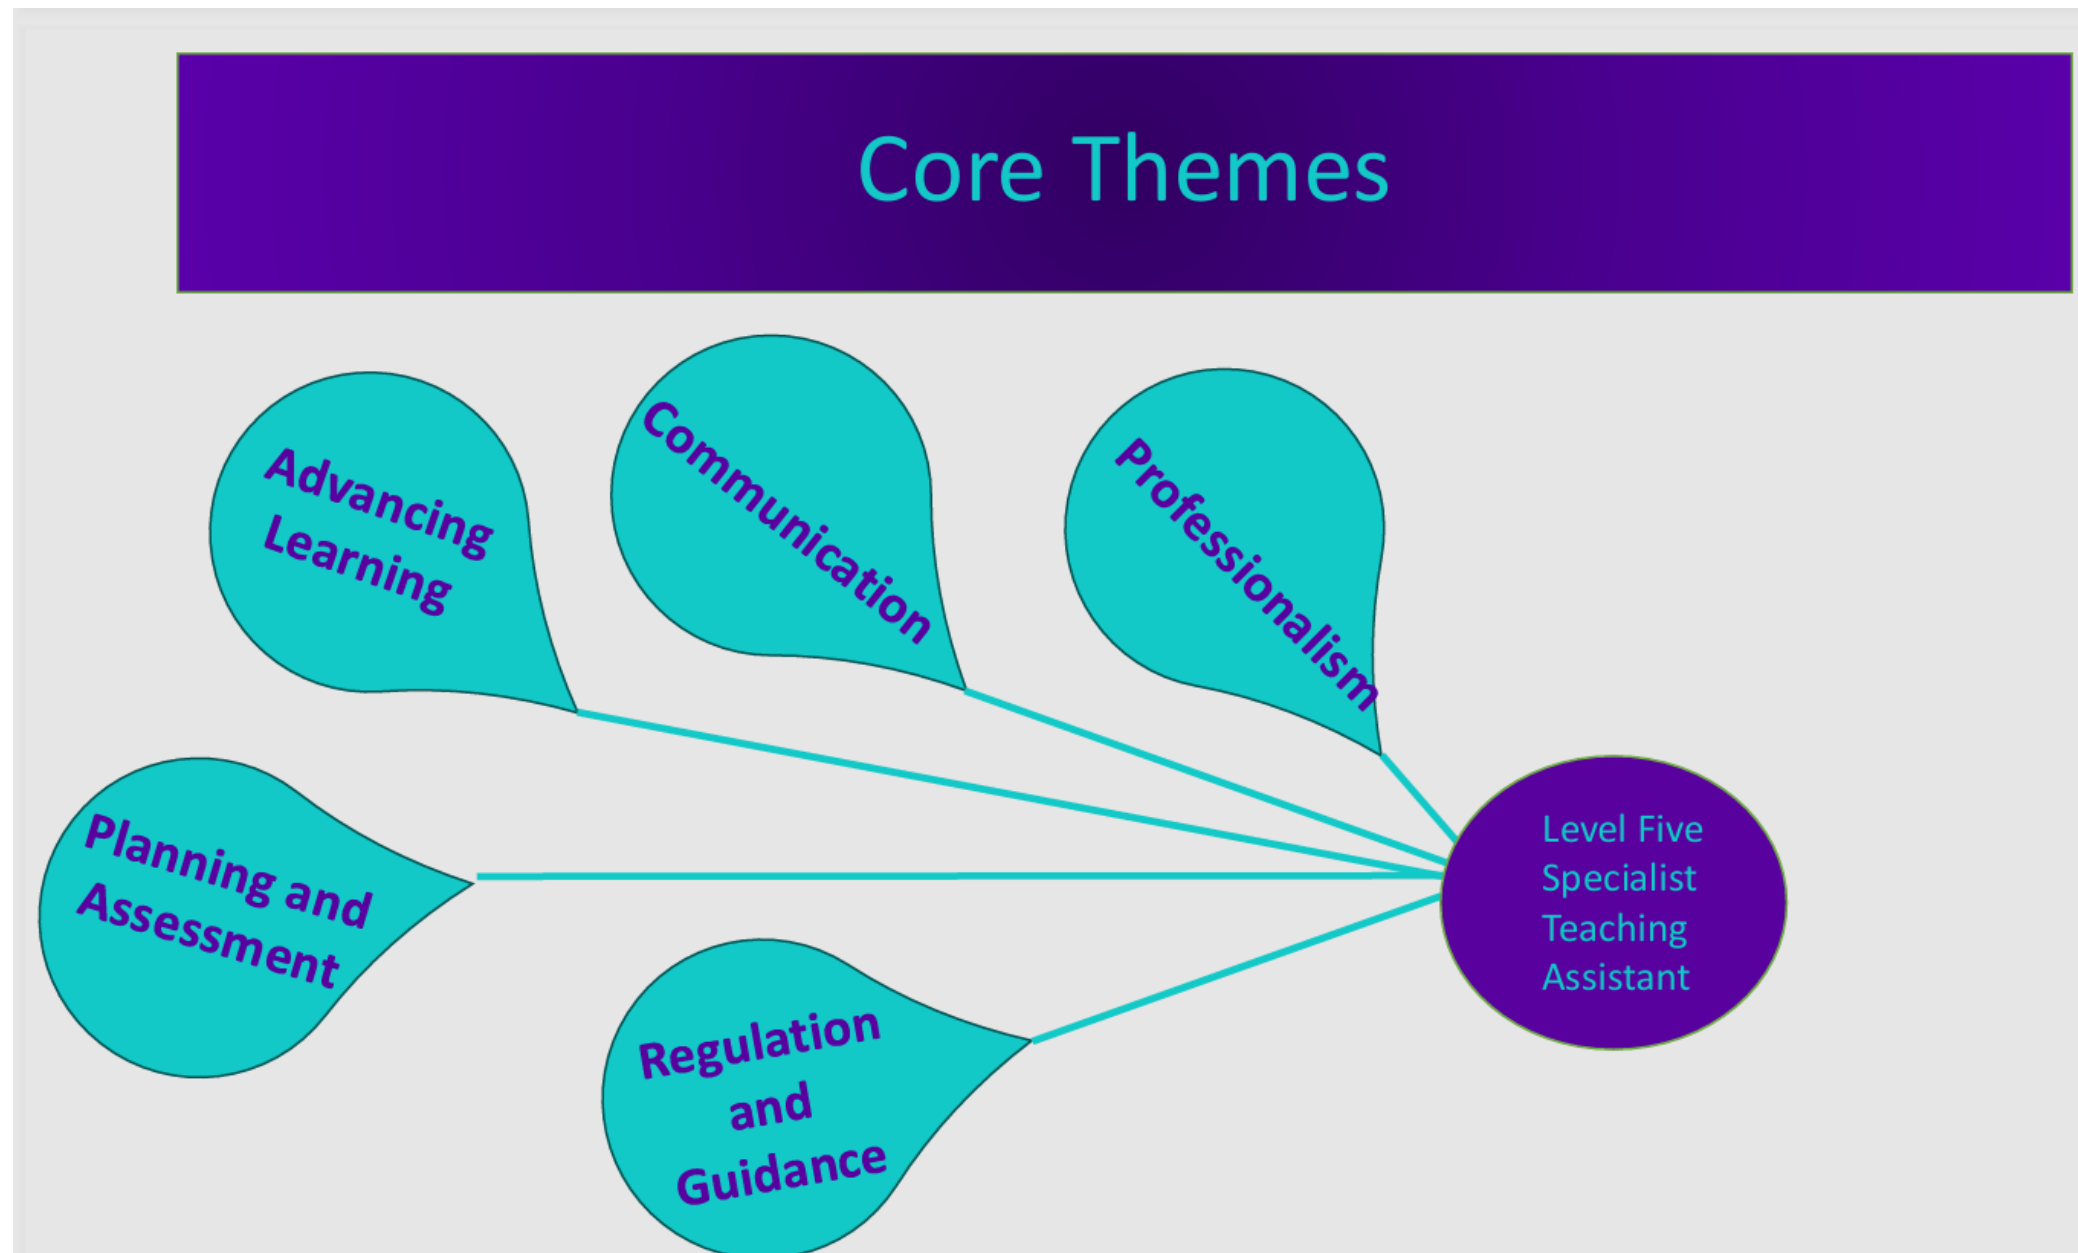 Core Themes
Advancing
Learning
Communication
Professionalism
Planning and
Assessment
Regulation
and
Guidance
Level Five
Specialist
Teaching
Assistant